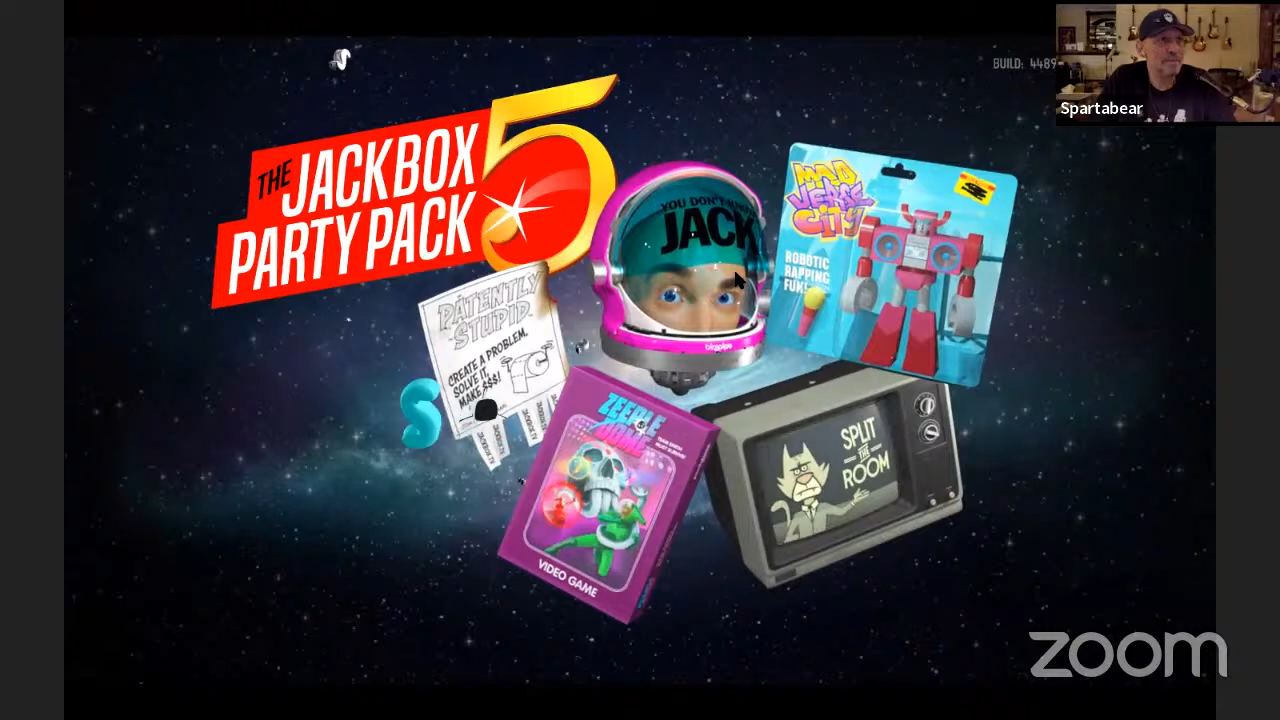 BUILD: 4489
Spartabear
THE JACKBOX
PARTY PACK 5
YOU DON'T KNOW
JACK
MAD
VERSE
CITY
ROBOTIC
RAPPING
FUN!
PATENTLY
STUPID
CREATE A PROBLEM.
SOLVE IT.
MAKE $$$!
S
SPLIT
THE
ROOM
ZEEPLE
DOME
VIDEO GAME
zoom